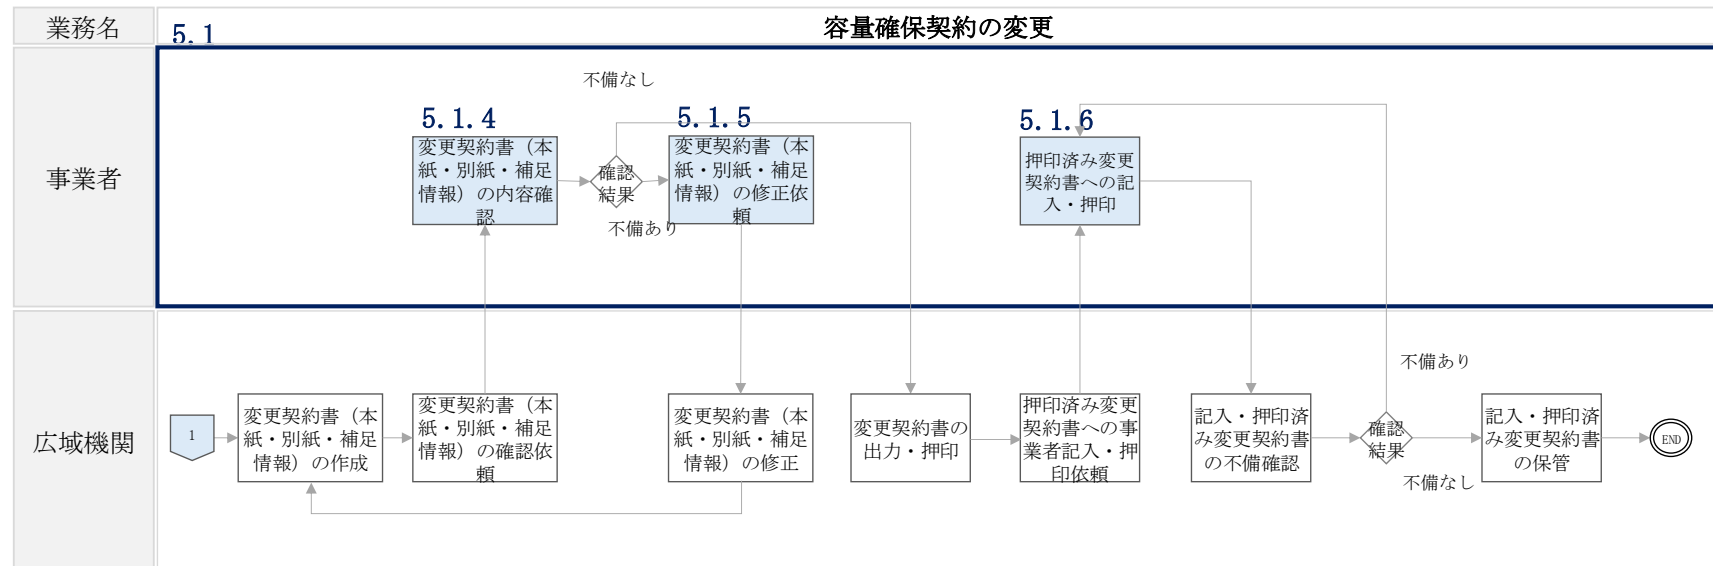 業務名
5.1
容量確保契約の変更
事業者
不備なし
5.1.4
変更契約書（本
紙・別紙・補足
情報）の内容確
認
確認
結果
不備あり
5.1.5
変更契約書（本
紙・別紙・補足
情報）の修正依
頼
5.1.6
押印済み変更
契約書への記
入・押印
広域機関
1
変更契約書（本
紙・別紙・補足
情報）の作成
変更契約書（本
紙・別紙・補足
情報）の確認依
頼
変更契約書（本
紙・別紙・補足
情報）の修正
変更契約書の
出力・押印
押印済み変更
契約書への事
業者記入・押
印依頼
記入・押印済
み変更契約書
の不備確認
不備あり
確認
結果
不備なし
記入・押印済
み変更契約書
の保管
END